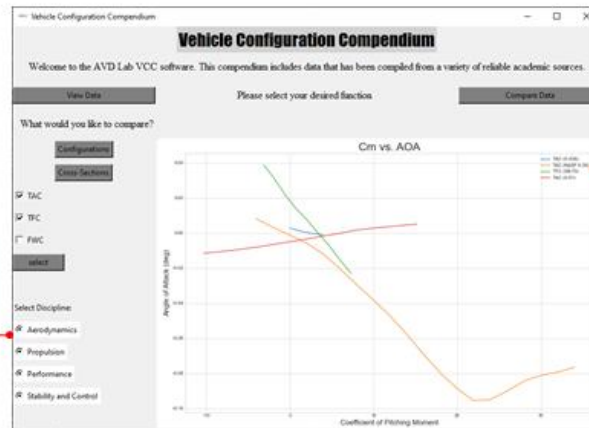 Vehicle Configuration Compendium
Vehicle Configuration Compendium
Welcome to the AVD Lab VCC software. This compendium includes data that has been compiled from a variety of reliable academic sources.
View Data
Please select your desired function
Compare Data
What would you like to compare?
Configurations
Cross-Sections
TAC
TFC
FWC
select
Select Discipline:
Aerodynamics
Propulsion
Performance
Stability and Control
Cm vs. AOA
Angle of Attack (deg)
Coefficient of Pitching Moment